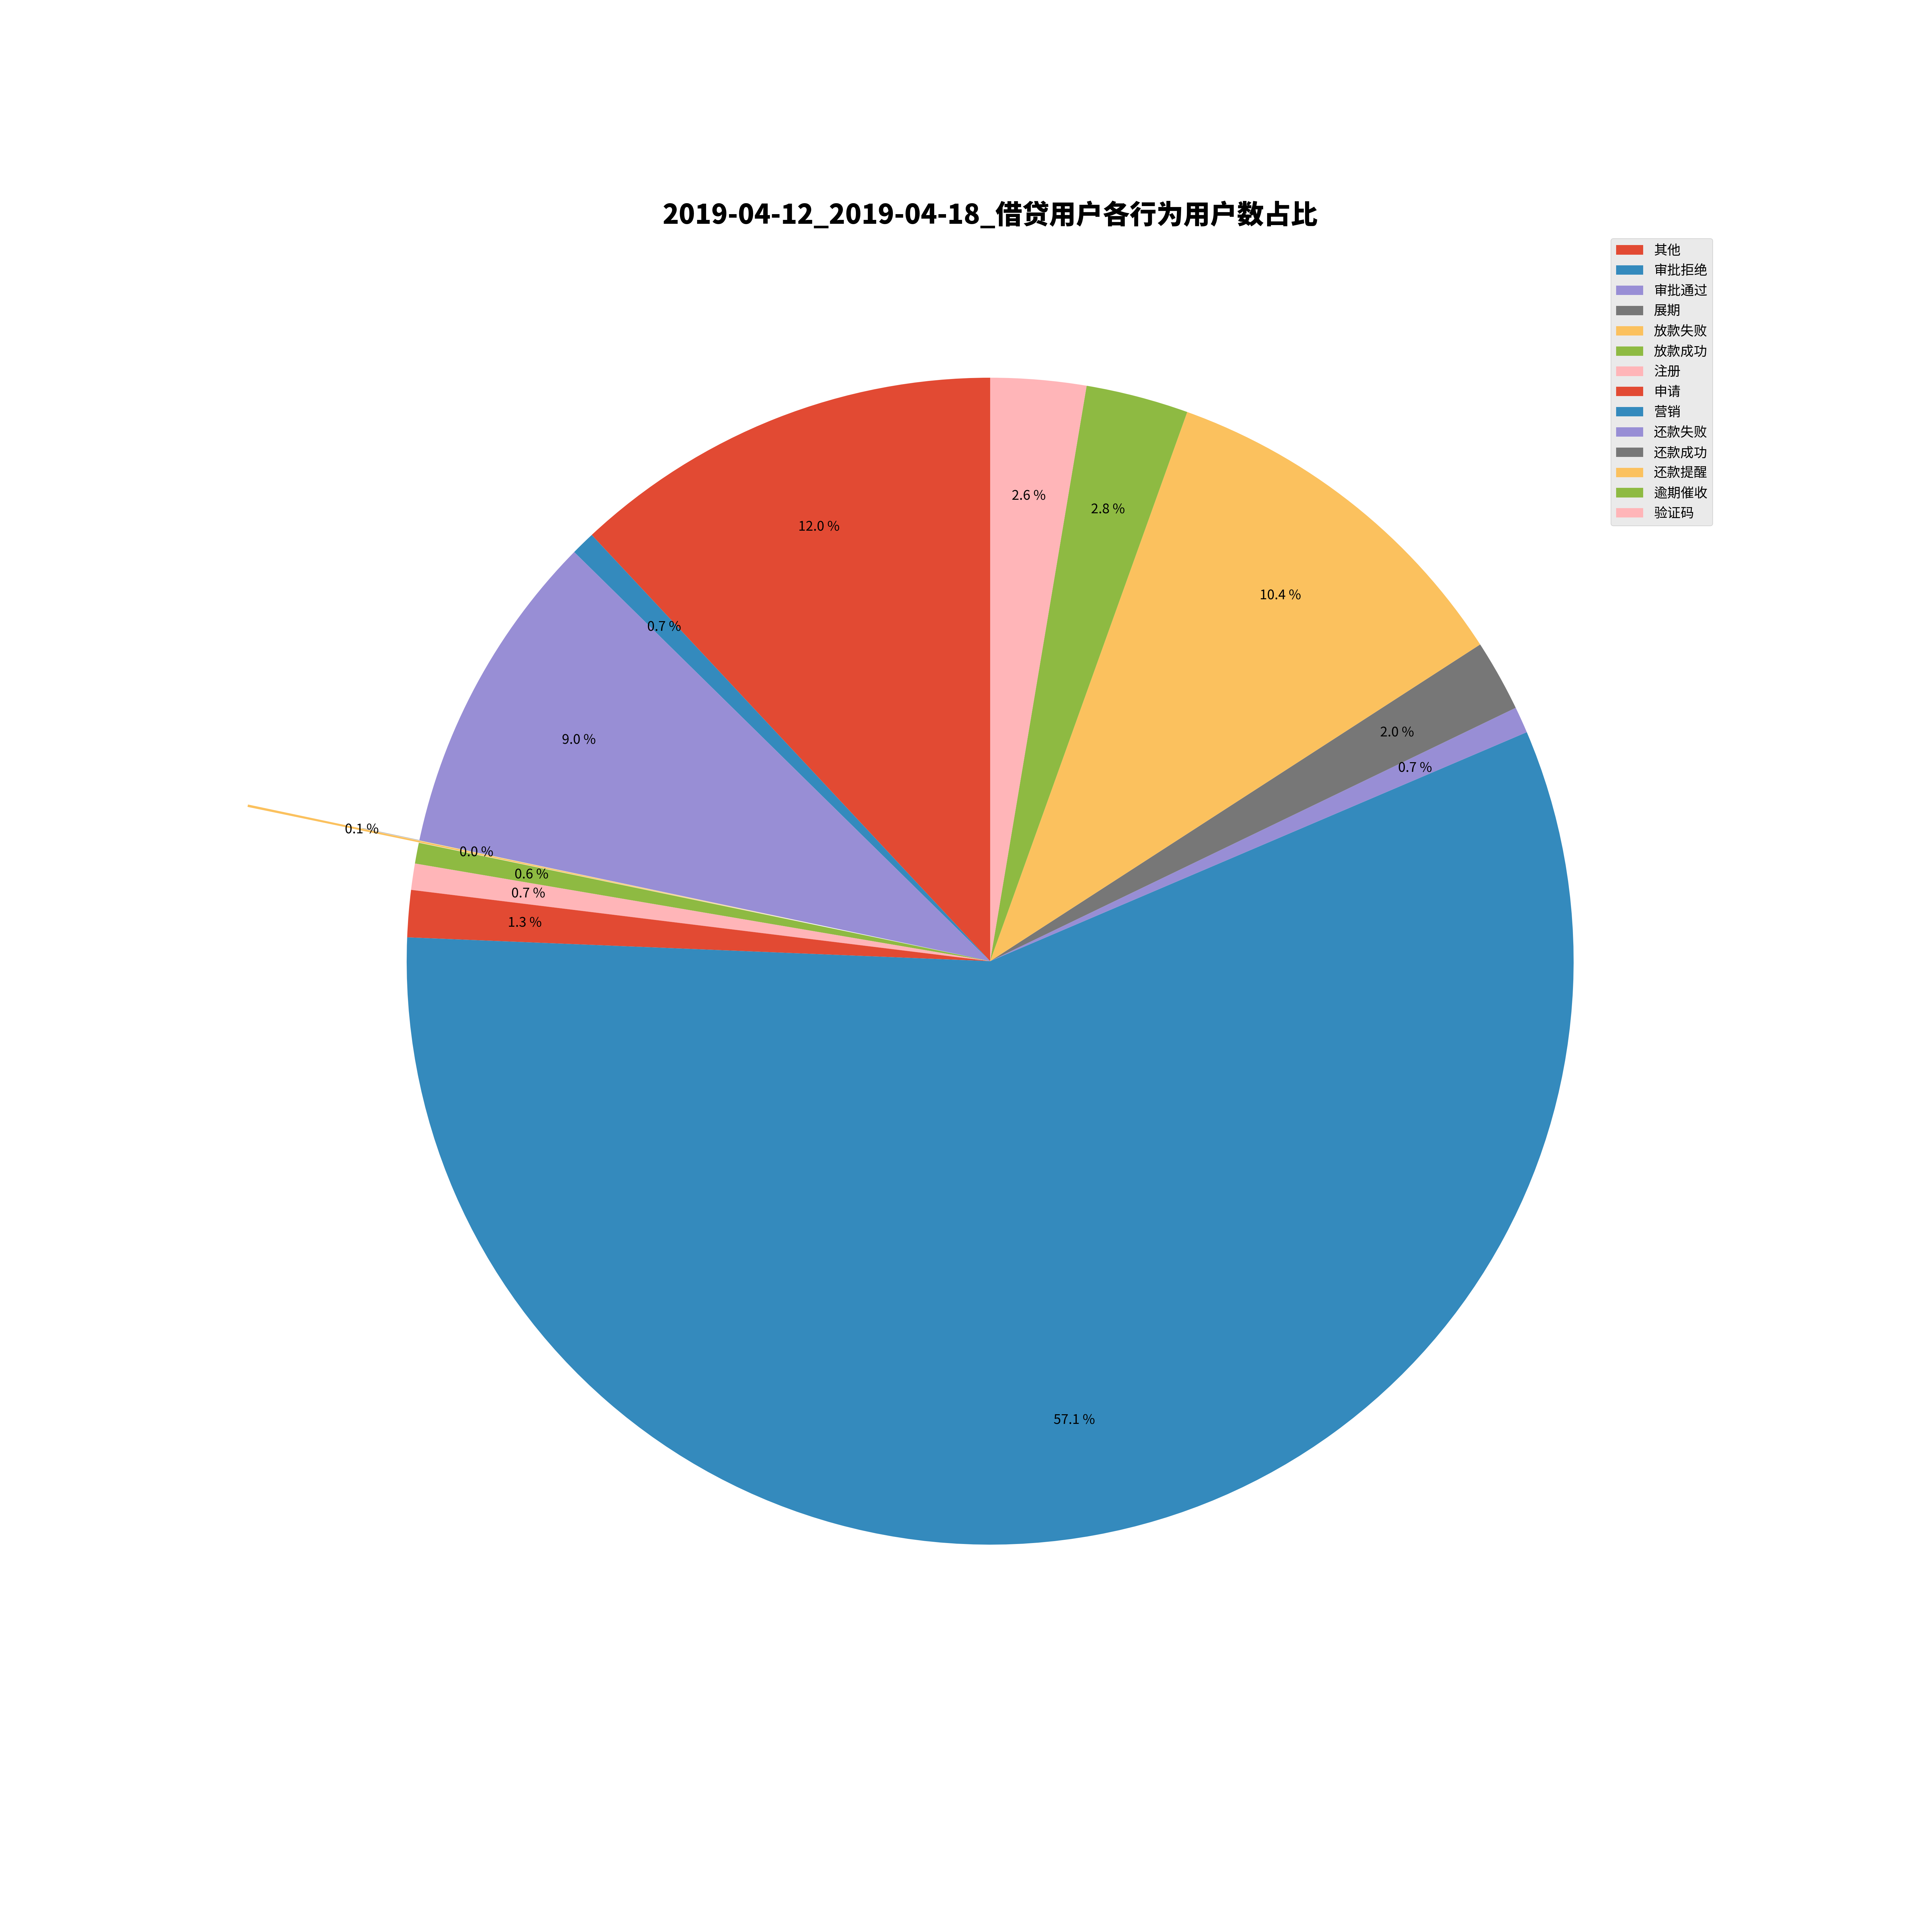 2019-04-12_2019-04-18_借贷用户各行为用户数占比
其他
审批拒绝
审批通过
展期
放款失败
放款成功
注册
申请
营销
还款失败
还款成功
还款提醒
逾期催收
验证码
2.6 %
2.8 %
12.0 %
10.4 %
0.7 %
2.0 %
9.0 %
0.7 %
0.1 %
0.0 %
0.6 %
0.7 %
1.3 %
57.1 %